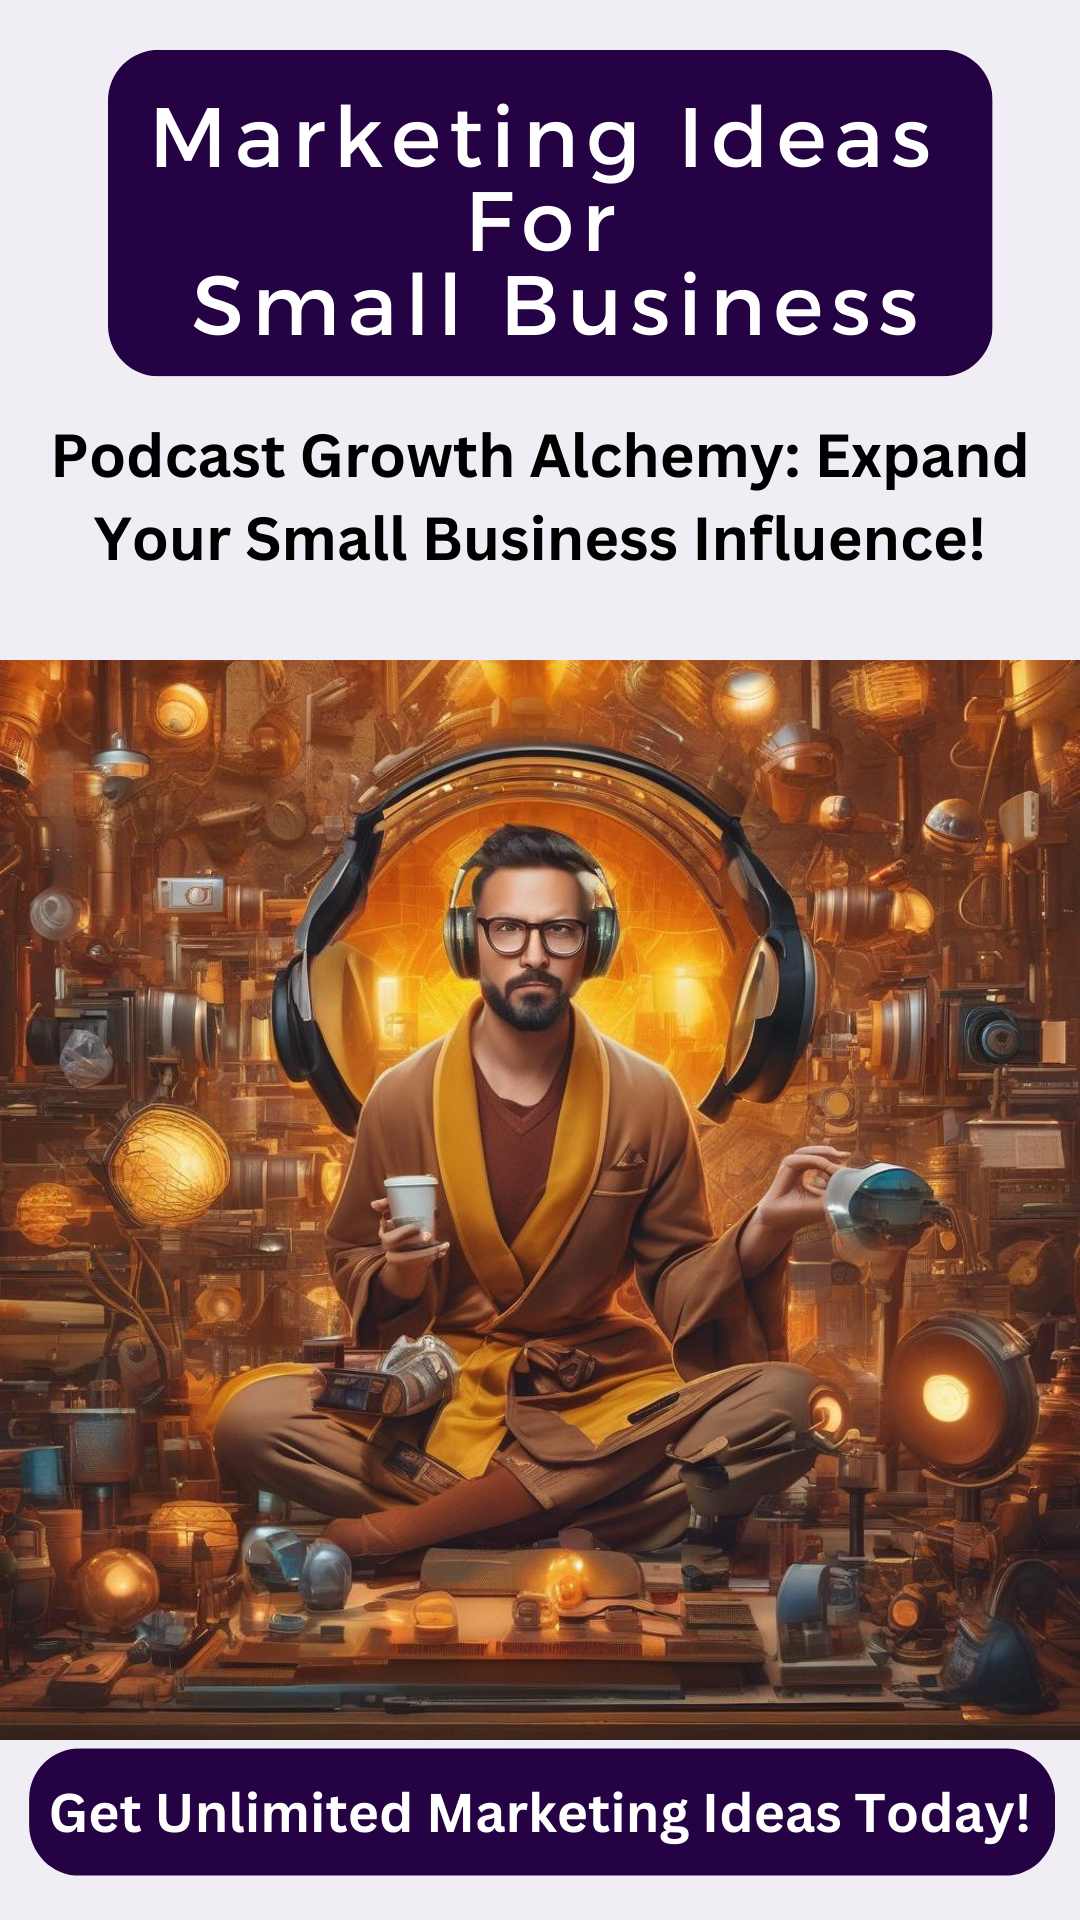 Marketing Ideas
For
Small Business
Podcast Growth Alchemy: Expand
Your Small Business Influence!
Get Unlimited Marketing Ideas Today!